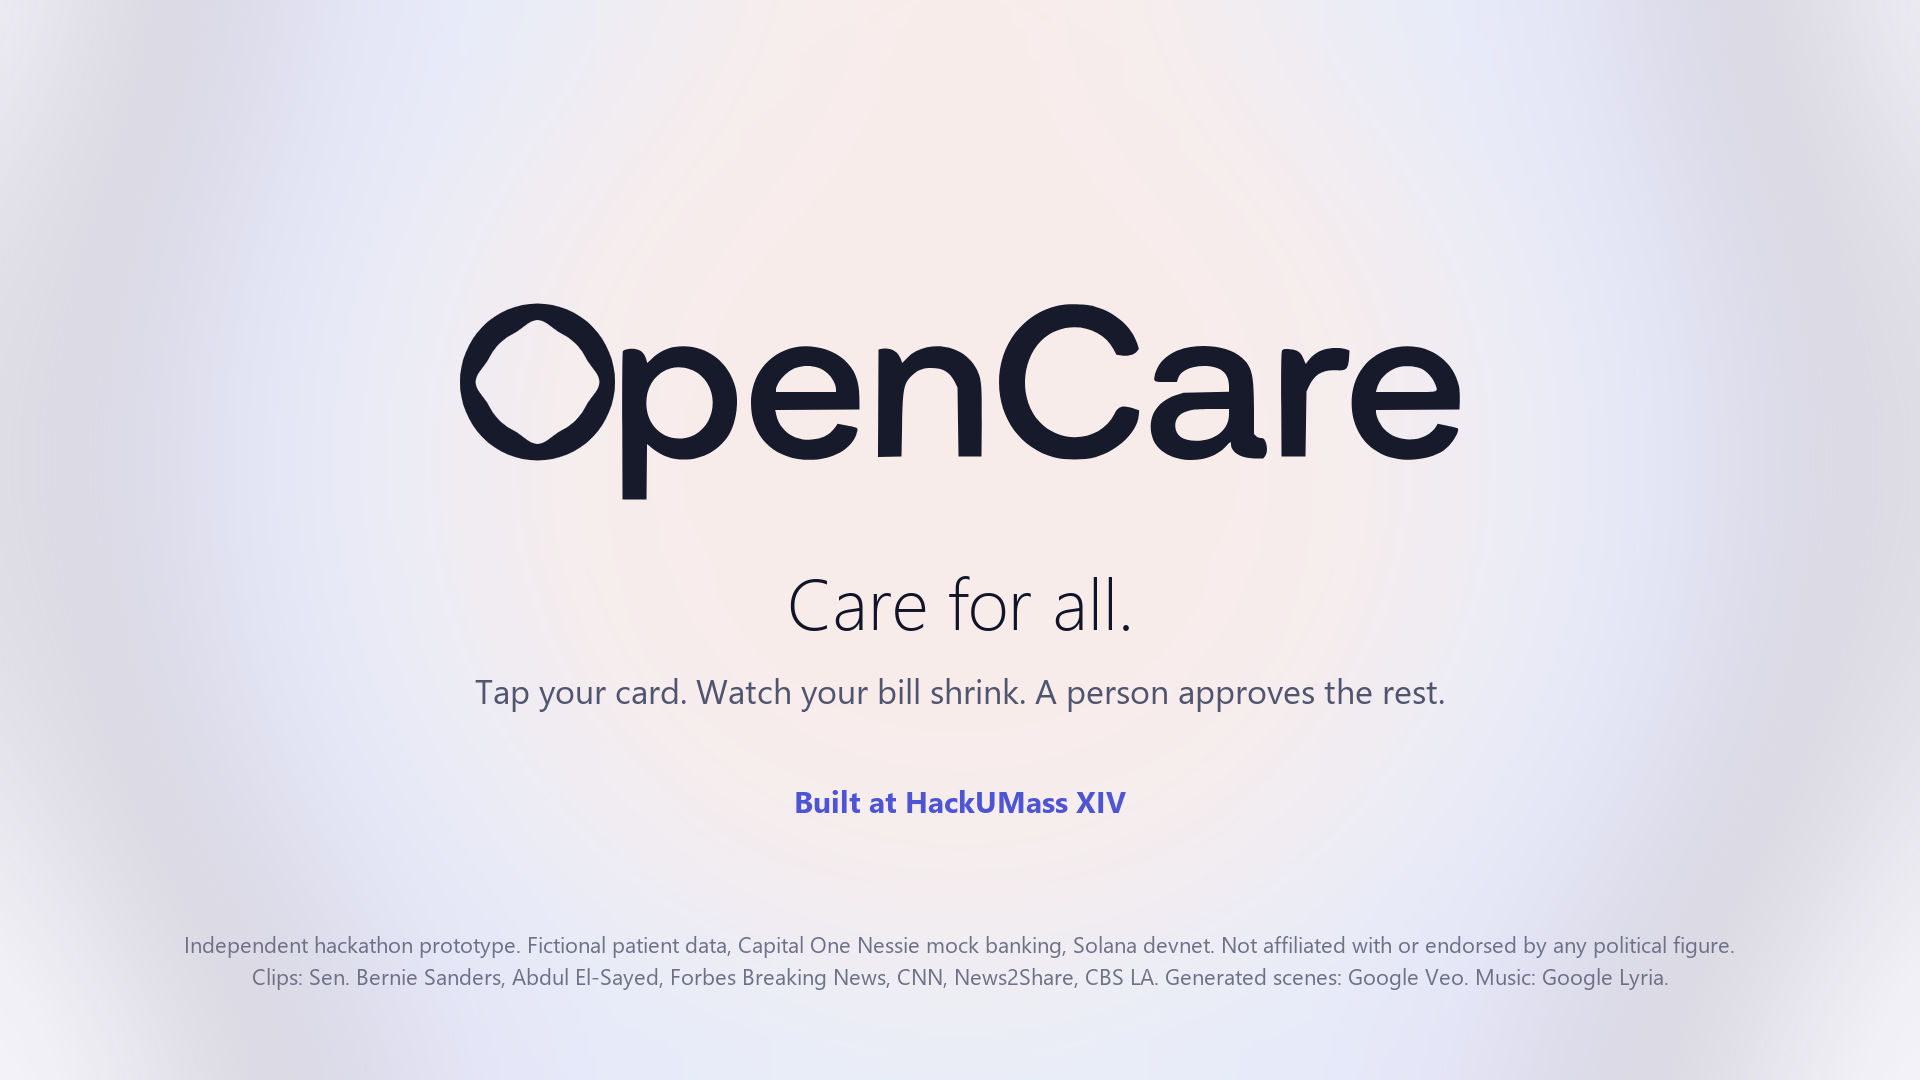 OpenCare
Care for all.
Tap your card. Watch your bill shrink. A person approves the rest.
Built at HackUMass XIV
Independent hackathon prototype. Fictional patient data, Capital One Nessie mock banking, Solana devnet. Not affiliated with or endorsed by any political figure.
Clips: Sen. Bernie Sanders, Abdul El-Sayed, Forbes Breaking News, CNN, News2Share, CBS LA. Generated scenes: Google Veo. Music: Google Lyria.